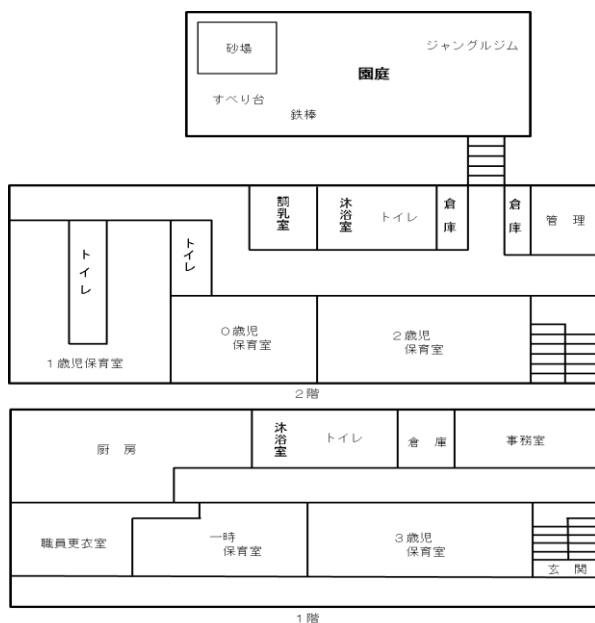 砂場
ジャングルジム
園庭
すべり台
鉄棒
調乳室
沐浴室
トイレ
倉庫
倉庫
管理
トイレ
トイレ
1歳児保育室
0歳児
保育室
2歳児
保育室
2階
厨房
沐浴室
トイレ
倉庫
事務室
職員更衣室
一時
保育室
3歳児
保育室
玄関
1階